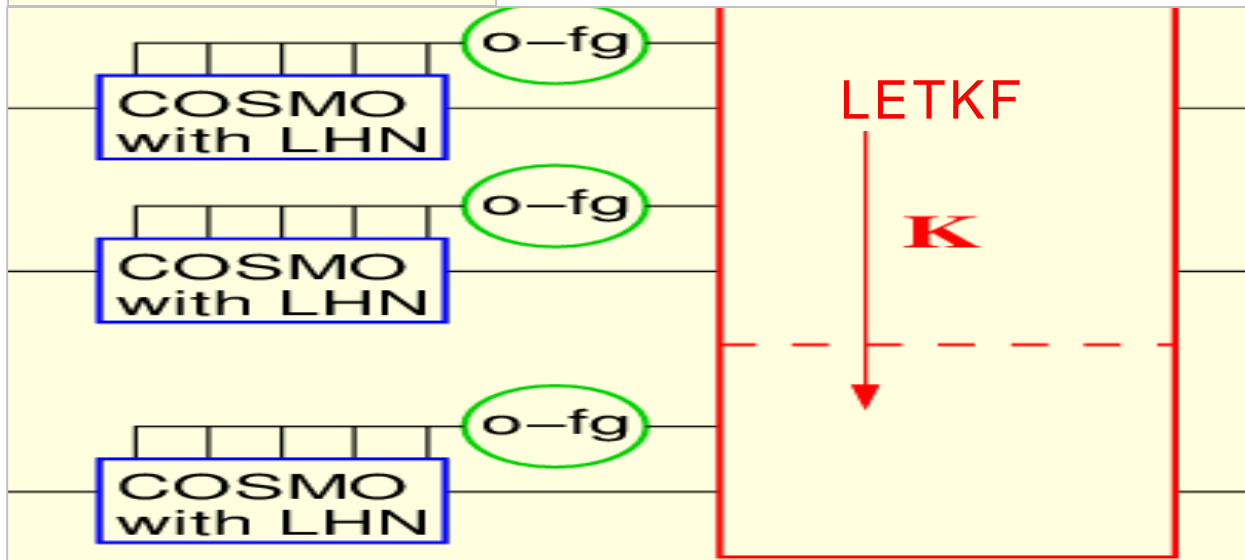 o–fg
COSMO
with LHN
LETKF
o–fg
COSMO
with LHN
K
o–fg
COSMO
with LHN